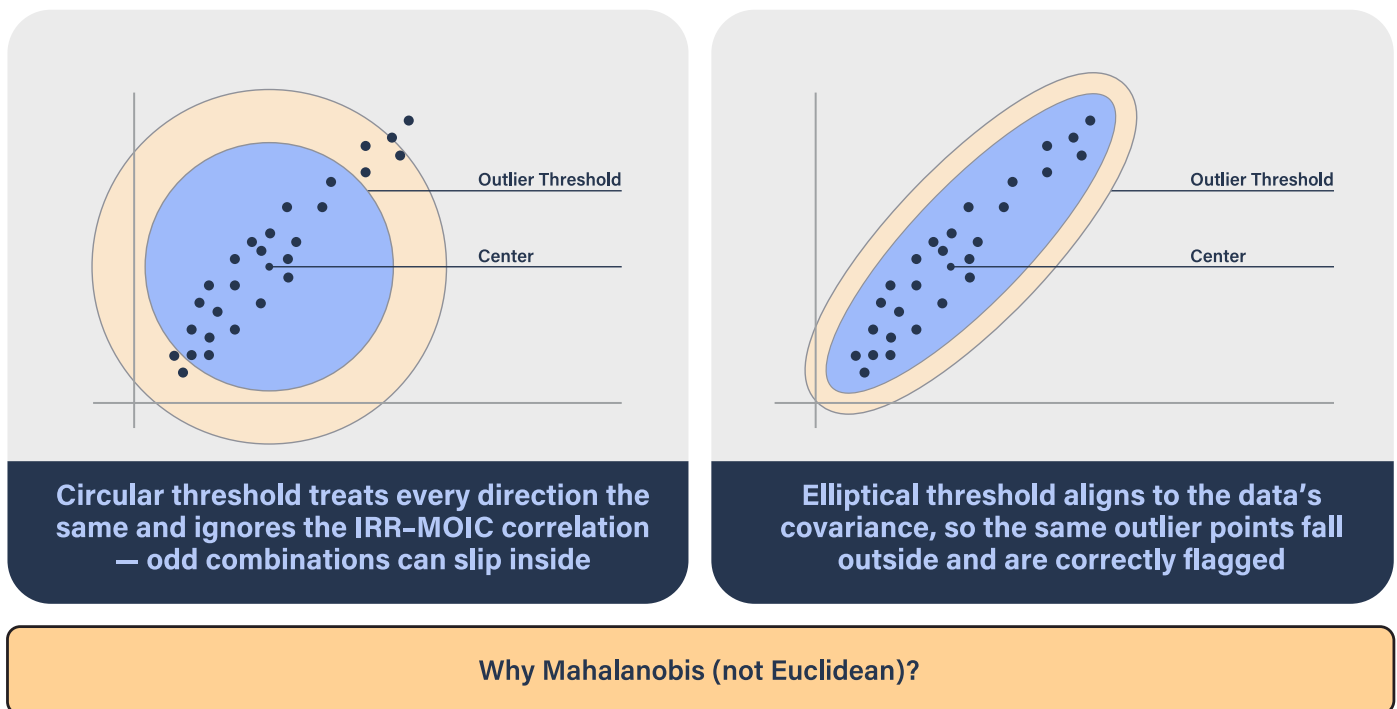 Outlier Threshold
Center
Circular threshold treats every direction the
same and ignores the IRR–MOIC correlation
— odd combinations can slip inside
Outlier Threshold
Center
Elliptical threshold aligns to the data’s
covariance, so the same outlier points fall
outside and are correctly flagged
Why Mahalanobis (not Euclidean)?